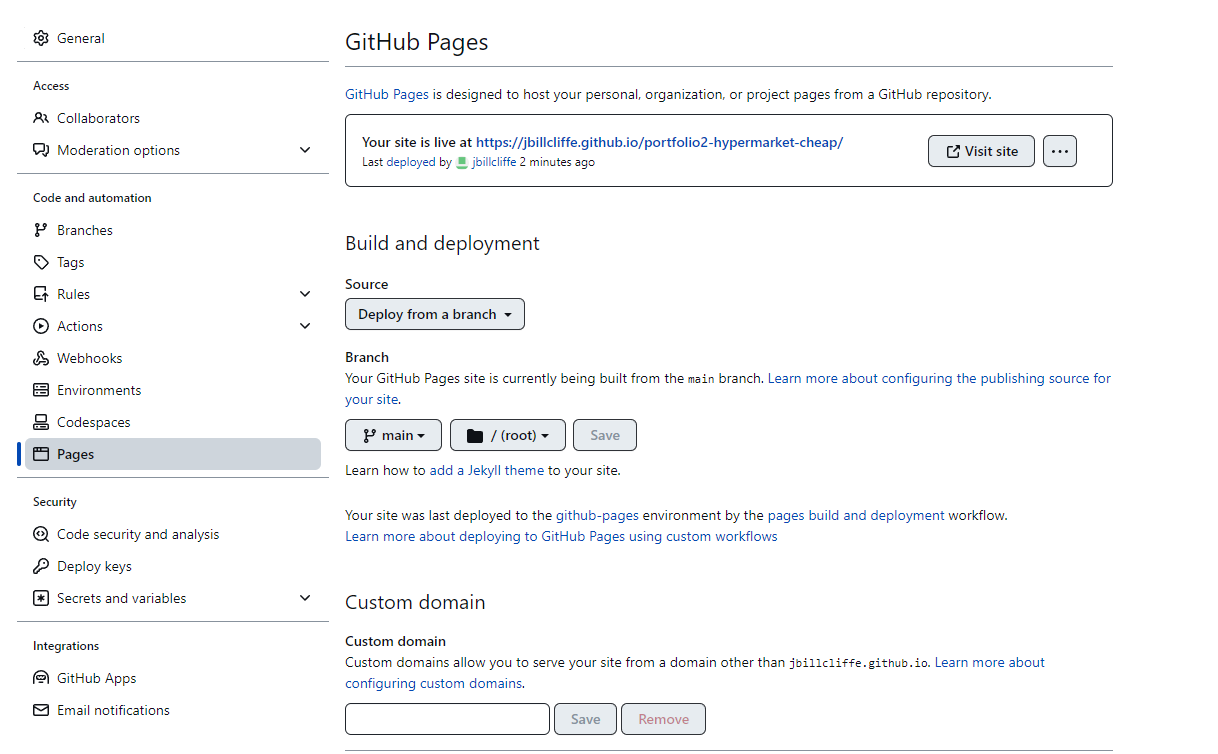 General
Access
Collaborators
Moderation options
Code and automation
Branches
Tags
Rules
Actions
Webhooks
Environments
Codespaces
Pages
Security
Code security and analysis
Deploy keys
Secrets and variables
Integrations
GitHub Apps
Email notifications
GitHub Pages
GitHub Pages is designed to host your personal, organization, or project pages from a GitHub repository.
Your site is live at https://jbillcliffe.github.io/portfolio2-hypermarket-cheap/
Last deployed by jbillcliffe 2 minutes ago
Visit site
Build and deployment
Source
Deploy from a branch
Branch
Your GitHub Pages site is currently being built from the main branch. Learn more about configuring the publishing source for
your site.
main / (root) Save
Learn how to add a Jekyll theme to your site.
Your site was last deployed to the github-pages environment by the pages build and deployment workflow.
Learn more about deploying to GitHub Pages using custom workflows
Custom domain
Custom domain
Custom domains allow you to serve your site from a domain other than jbillcliffe.github.io. Learn more about
configuring custom domains.
Save Remove